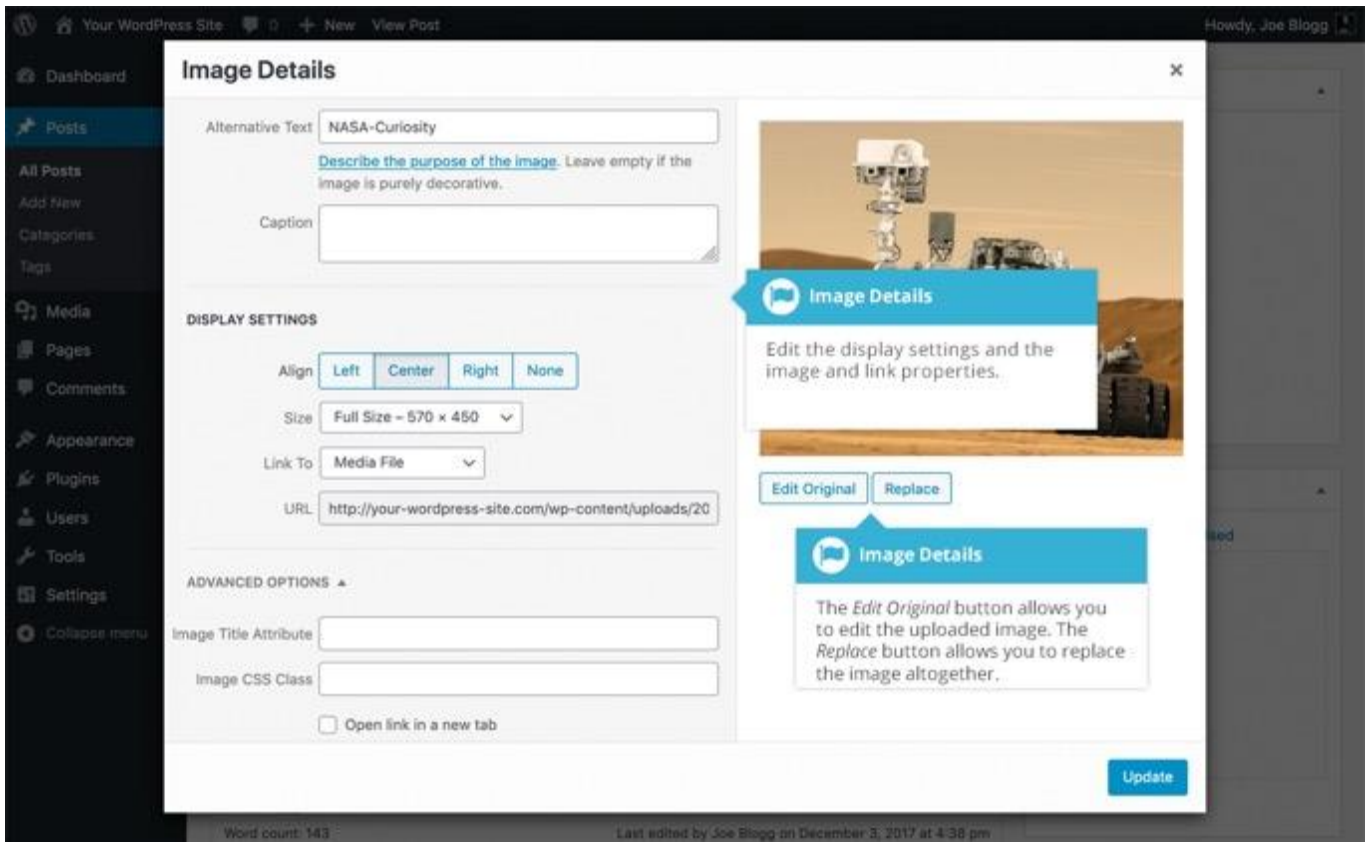 Your WordPress Site 0 + New View Post Howdy, Joe Blogg
Dashboard
Posts
All Posts
Add New
Categories
Tags
Media
Pages
Comments
Appearance
Plugins
Users
Tools
Settings
Collapse menu
Image Details ×
Alternative Text NASA-Curiosity
Describe the purpose of the image. Leave empty if the
image is purely decorative.
Caption
DISPLAY SETTINGS
Align Left Center Right None
Size Full Size – 570 × 450
Link To Media File
URL http://your-wordpress-site.com/wp-content/uploads/20
ADVANCED OPTIONS
Image Title Attribute
Image CSS Class
Open link in a new tab
Image Details
Edit the display settings and the
image and link properties.
Edit Original Replace
Image Details
The Edit Original button allows you
to edit the uploaded image. The
Replace button allows you to replace
the image altogether.
Update
Word count: 143 Last edited by Joe Blogg on December 3, 2017 at 4:38 pm